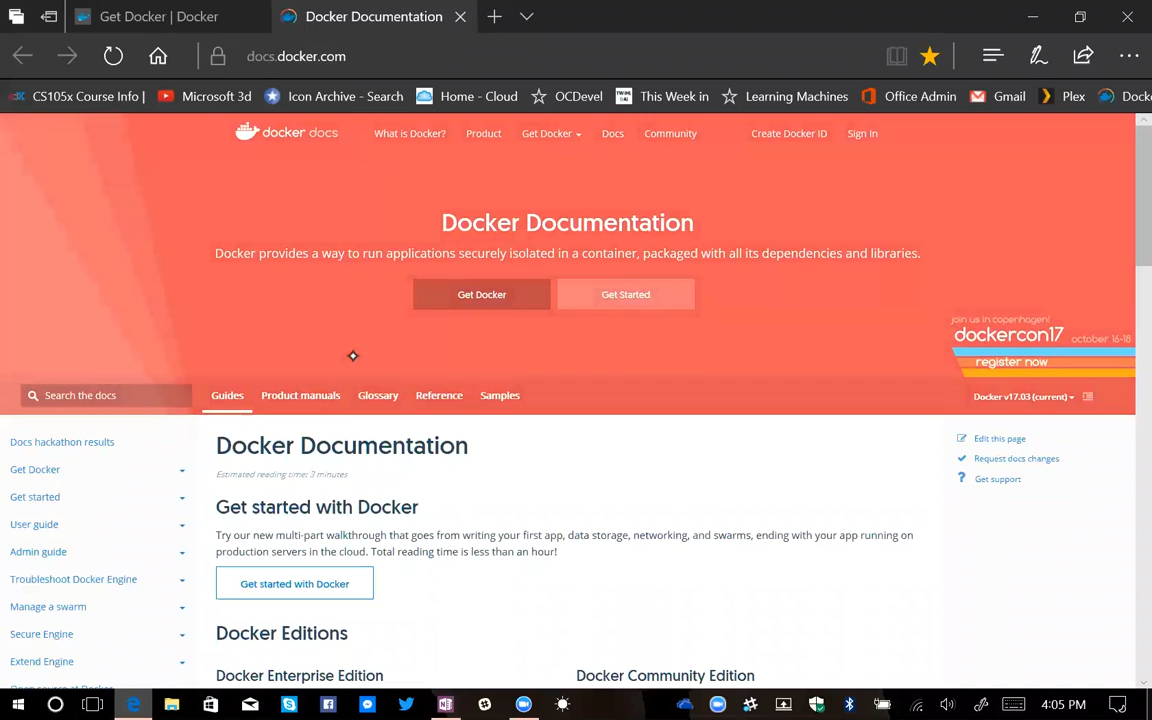 Get Docker | Docker
Docker Documentation
docs.docker.com
CS105x Course Info |
Microsoft 3d
Icon Archive - Search
Home - Cloud
OCDevel
This Week in
Learning Machines
Office Admin
Gmail
Plex
Docke
docker docs
What is Docker?
Product
Get Docker
Docs
Community
Create Docker ID
Sign In
Docker Documentation
Docker provides a way to run applications securely isolated in a container, packaged with all its dependencies and libraries.
Get Docker
Get Started
join us in copenhagen!
dockercon17 october 16-18
register now
Search the docs
Guides
Product manuals
Glossary
Reference
Samples
Docker v17.03 (current)
Docs hackathon results
Get Docker
Get started
User guide
Admin guide
Troubleshoot Docker Engine
Manage a swarm
Secure Engine
Extend Engine
Open source at Docker
Docker Documentation
Estimated reading time: 3 minutes
Get started with Docker
Try our new multi-part walkthrough that goes from writing your first app, data storage, networking, and swarms, ending with your app running on
production servers in the cloud. Total reading time is less than an hour!
Get started with Docker
Docker Editions
Docker Enterprise Edition
Docker Community Edition
Edit this page
Request docs changes
Get support
4:05 PM